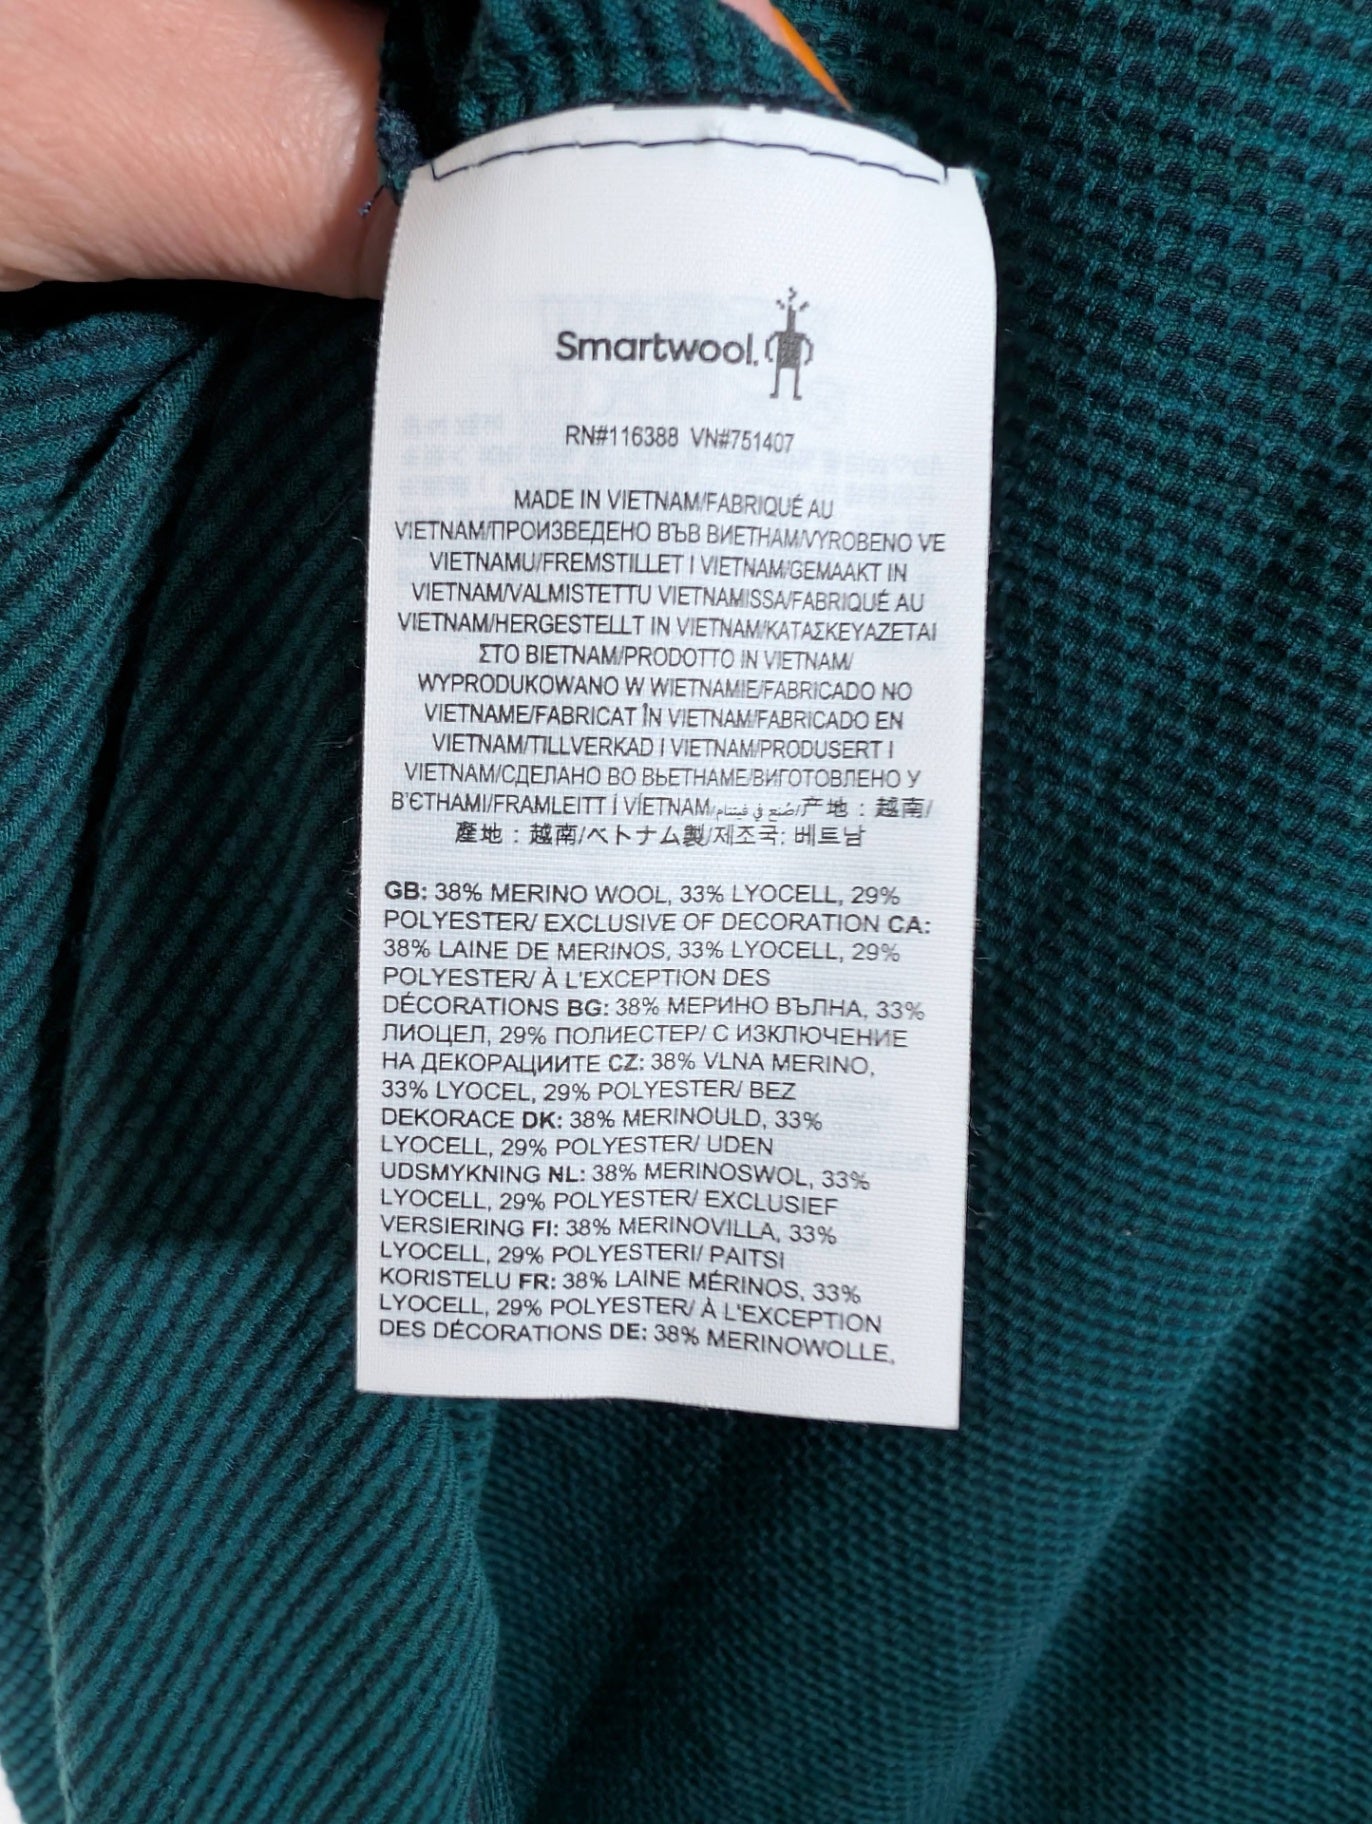 Smartwool.
RN#116388 VN#751407
MADE IN VIETNAM/FABRIQUÉ AU
VIETNAM/ПРОИЗВЕДЕНО ВЪВ ВИЕТНАМ/VYROBENO VE
VIETNAMU/FREMSTILLET I VIETNAM/GEMAAKT IN
VIETNAM/VALMISTETTU VIETNAMISSA/FABRIQUÉ AU
VIETNAM/HERGESTELLT IN VIETNAM/ΚΑΤΑΣΚΕΥΑΖΕΤΑΙ
ΣΤΟ ΒΙΕΤΝΑΜ/PRODOTTO IN VIETNAM/
WYPRODUKOWANO W WIETNAMIE/FABRICADO NO
VIETNAME/FABRICAT ÎN VIETNAM/FABRICADO EN
VIETNAM/TILLVERKAD I VIETNAM/PRODUSERT I
VIETNAM/СДЕЛАНО ВО ВЬЕТНАМЕ/ВИГОТОВЛЕНО У
В'ЄТНАМІ/FRAMLEITT Í VÍETNAM/صُنع في فيتنام/产地：越南/
產地：越南/ベトナム製/제조국: 베트남
GB: 38% MERINO WOOL, 33% LYOCELL, 29%
POLYESTER/ EXCLUSIVE OF DECORATION CA:
38% LAINE DE MERINOS, 33% LYOCELL, 29%
POLYESTER/ À L'EXCEPTION DES
DÉCORATIONS BG: 38% МЕРИНО ВЪЛНА, 33%
ЛИОЦЕЛ, 29% ПОЛИЕСТЕР/ С ИЗКЛЮЧЕНИЕ
НА ДЕКОРАЦИИТЕ CZ: 38% VLNA MERINO,
33% LYOCEL, 29% POLYESTER/ BEZ
DEKORACE DK: 38% MERINOULD, 33%
LYOCELL, 29% POLYESTER/ UDEN
UDSMYKNING NL: 38% MERINOSWOL, 33%
LYOCELL, 29% POLYESTER/ EXCLUSIEF
VERSIERING FI: 38% MERINOVILLA, 33%
LYOCELL, 29% POLYESTERI/ PAITSI
KORISTELU FR: 38% LAINE MÉRINOS, 33%
LYOCELL, 29% POLYESTER/ À L'EXCEPTION
DES DÉCORATIONS DE: 38% MERINOWOLLE,